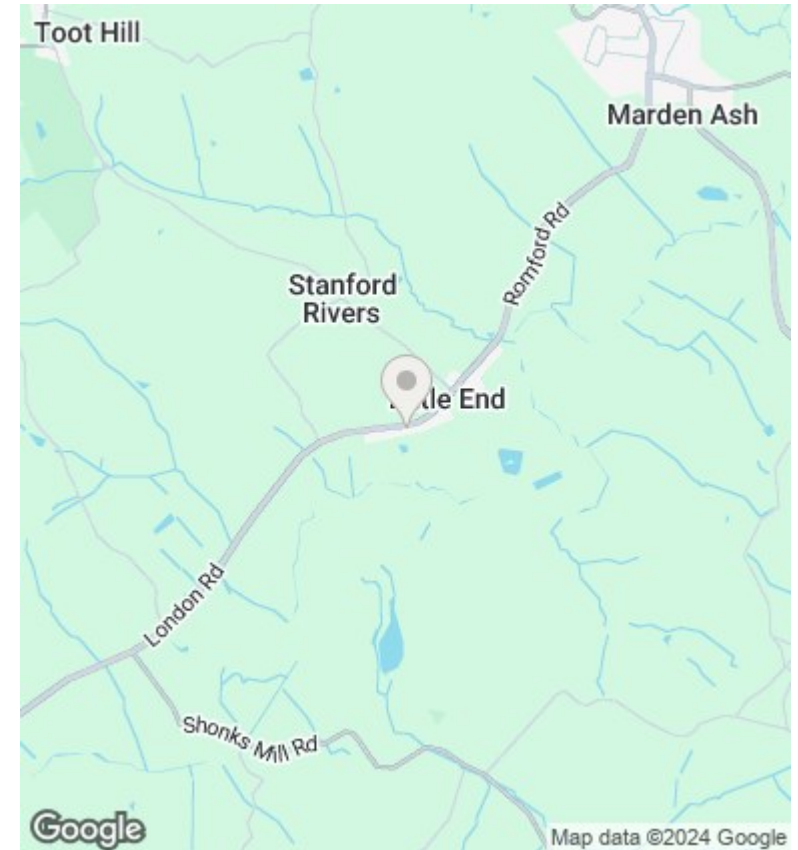 Toot Hill
Marden Ash
Romford Rd
Stanford
Rivers
End
London Rd
Shonks Mill Rd
Google
Map data ©2024 Google